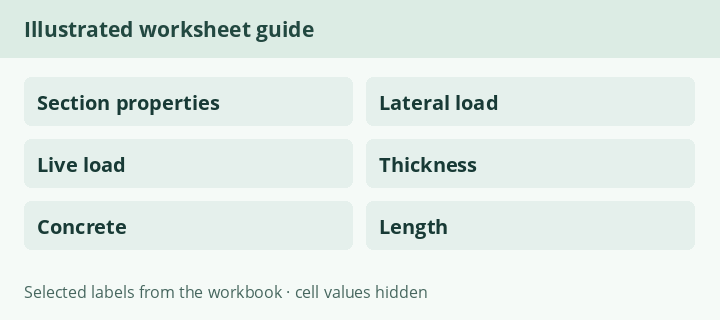 Illustrated worksheet guide
Section properties
Lateral load
Live load
Thickness
Concrete
Length
Selected labels from the workbook · cell values hidden